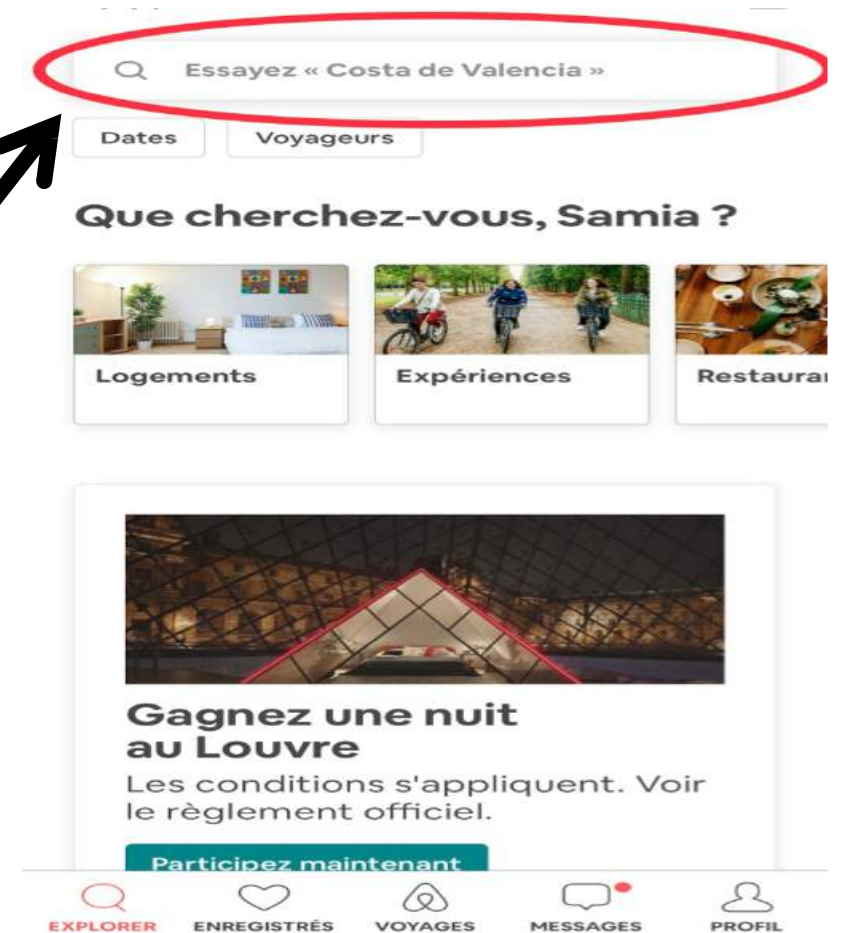 Essayez « Costa de Valencia »
Dates Voyageurs
Que cherchez-vous, Samia ?
Logements Expériences Restaura
Gagnez une nuit
au Louvre
Les conditions s'appliquent. Voir
le règlement officiel.
Participez maintenant
EXPLORER ENREGISTRÉS VOYAGES MESSAGES PROFIL